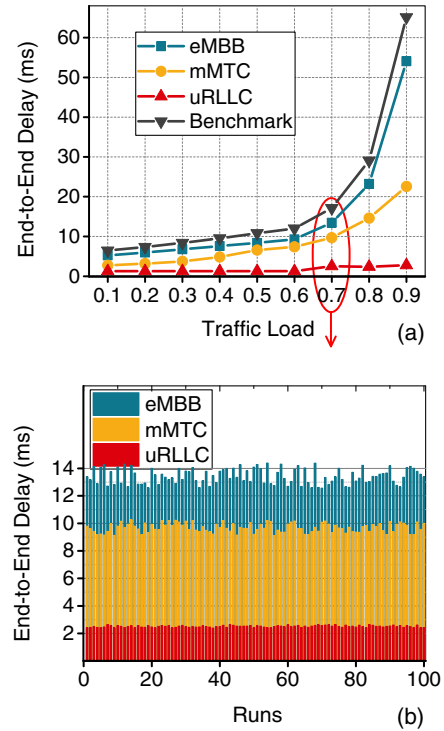 60
50
40
30
20
10
0
End-to-End Delay (ms)
eMBB
mMTC
uRLLC
Benchmark
0.1 0.2 0.3 0.4 0.5 0.6 0.7 0.8 0.9
Traffic Load
(a)
eMBB
mMTC
uRLLC
14
12
10
8
6
4
2
End-to-End Delay (ms)
0 20 40 60 80 100
Runs
(b)